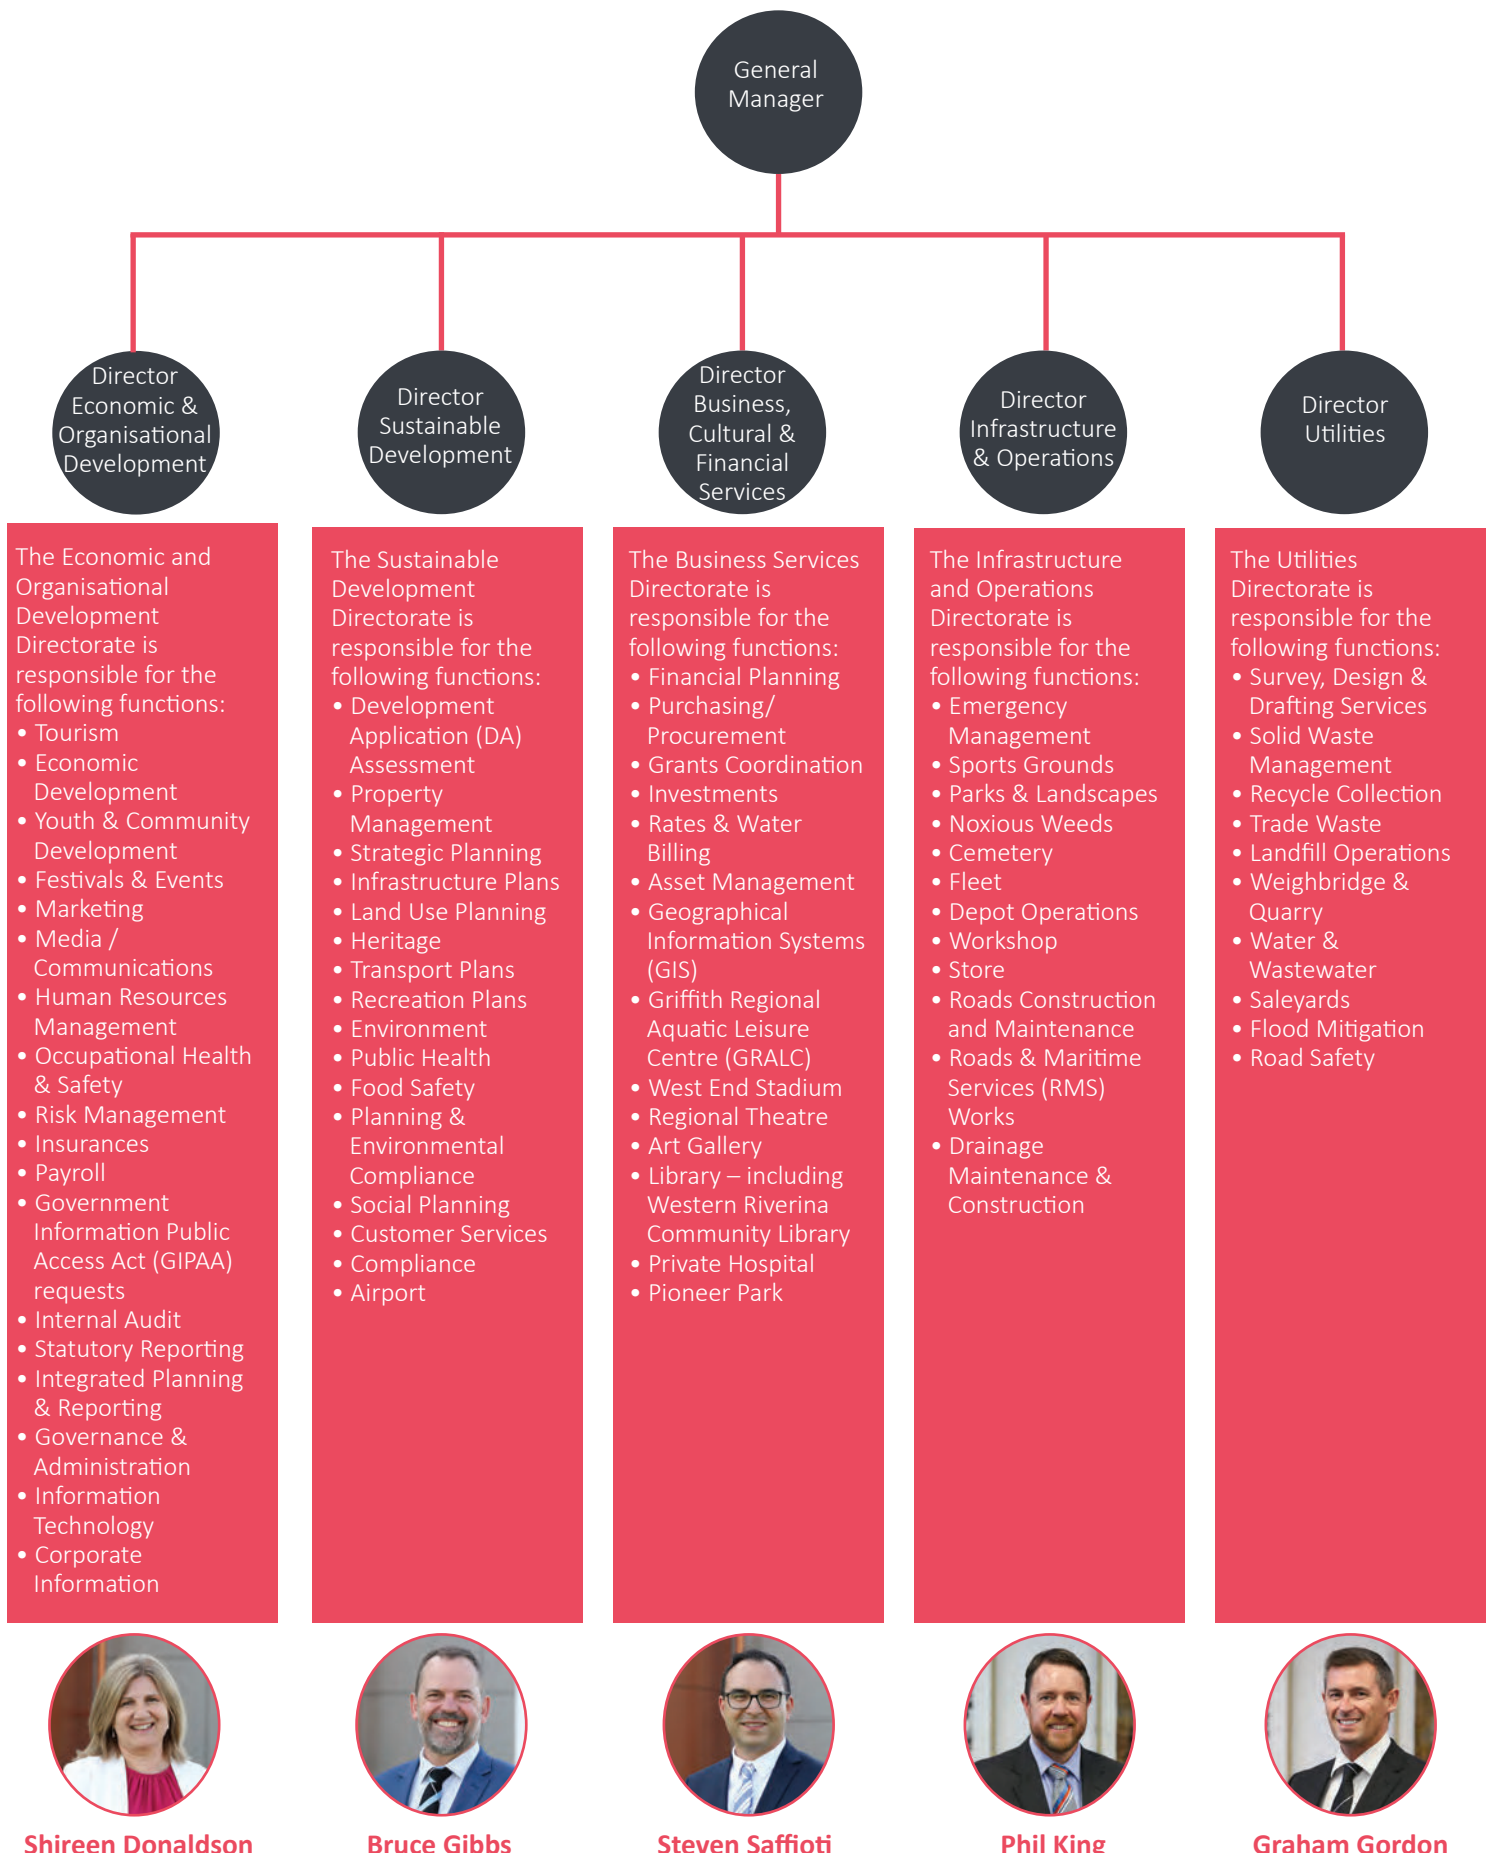 General
Manager
Director
Economic &
Organisational
Development
Director
Sustainable
Development
Director
Business,
Cultural &
Financial
Services
Director
Infrastructure
& Operations
Director
Utilities
The Economic and
Organisational
Development
Directorate is
responsible for the
following functions:
• Tourism
• Economic
Development
• Youth & Community
Development
• Festivals & Events
• Marketing
• Media /
Communications
• Human Resources
Management
• Occupational Health
& Safety
• Risk Management
• Insurances
• Payroll
• Government
Information Public
Access Act (GIPAA)
requests
• Internal Audit
• Statutory Reporting
• Integrated Planning
& Reporting
• Governance &
Administration
• Information
Technology
• Corporate
Information
The Sustainable
Development
Directorate is
responsible for the
following functions:
• Development
Application (DA)
Assessment
• Property
Management
• Strategic Planning
• Infrastructure Plans
• Land Use Planning
• Heritage
• Transport Plans
• Recreation Plans
• Environment
• Public Health
• Food Safety
• Planning &
Environmental
Compliance
• Social Planning
• Customer Services
• Compliance
• Airport
The Business Services
Directorate is
responsible for the
following functions:
• Financial Planning
• Purchasing/
Procurement
• Grants Coordination
• Investments
• Rates & Water
Billing
• Asset Management
• Geographical
Information Systems
(GIS)
• Griffith Regional
Aquatic Leisure
Centre (GRALC)
• West End Stadium
• Regional Theatre
• Art Gallery
• Library – including
Western Riverina
Community Library
• Private Hospital
• Pioneer Park
The Infrastructure
and Operations
Directorate is
responsible for the
following functions:
• Emergency
Management
• Sports Grounds
• Parks & Landscapes
• Noxious Weeds
• Cemetery
• Fleet
• Depot Operations
• Workshop
• Store
• Roads Construction
and Maintenance
• Roads & Maritime
Services (RMS)
Works
• Drainage
Maintenance &
Construction
The Utilities
Directorate is
responsible for the
following functions:
• Survey, Design &
Drafting Services
• Solid Waste
Management
• Recycle Collection
• Trade Waste
• Landfill Operations
• Weighbridge &
Quarry
• Water &
Wastewater
• Saleyards
• Flood Mitigation
• Road Safety
Shireen Donaldson
Bruce Gibbs
Steven Saffioti
Phil King
Graham Gordon